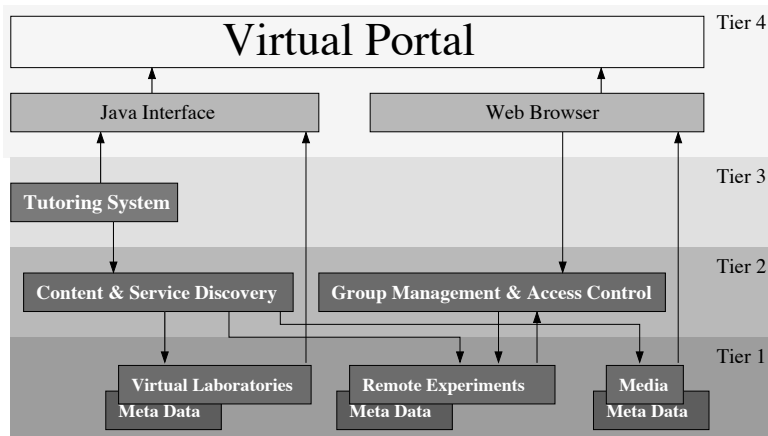 Virtual Portal
Tier 4
Java Interface
Web Browser
Tier 3
Tutoring System
Tier 2
Content & Service Discovery
Group Management & Access Control
Tier 1
Virtual Laboratories
Remote Experiments
Media
Meta Data
Meta Data
Meta Data